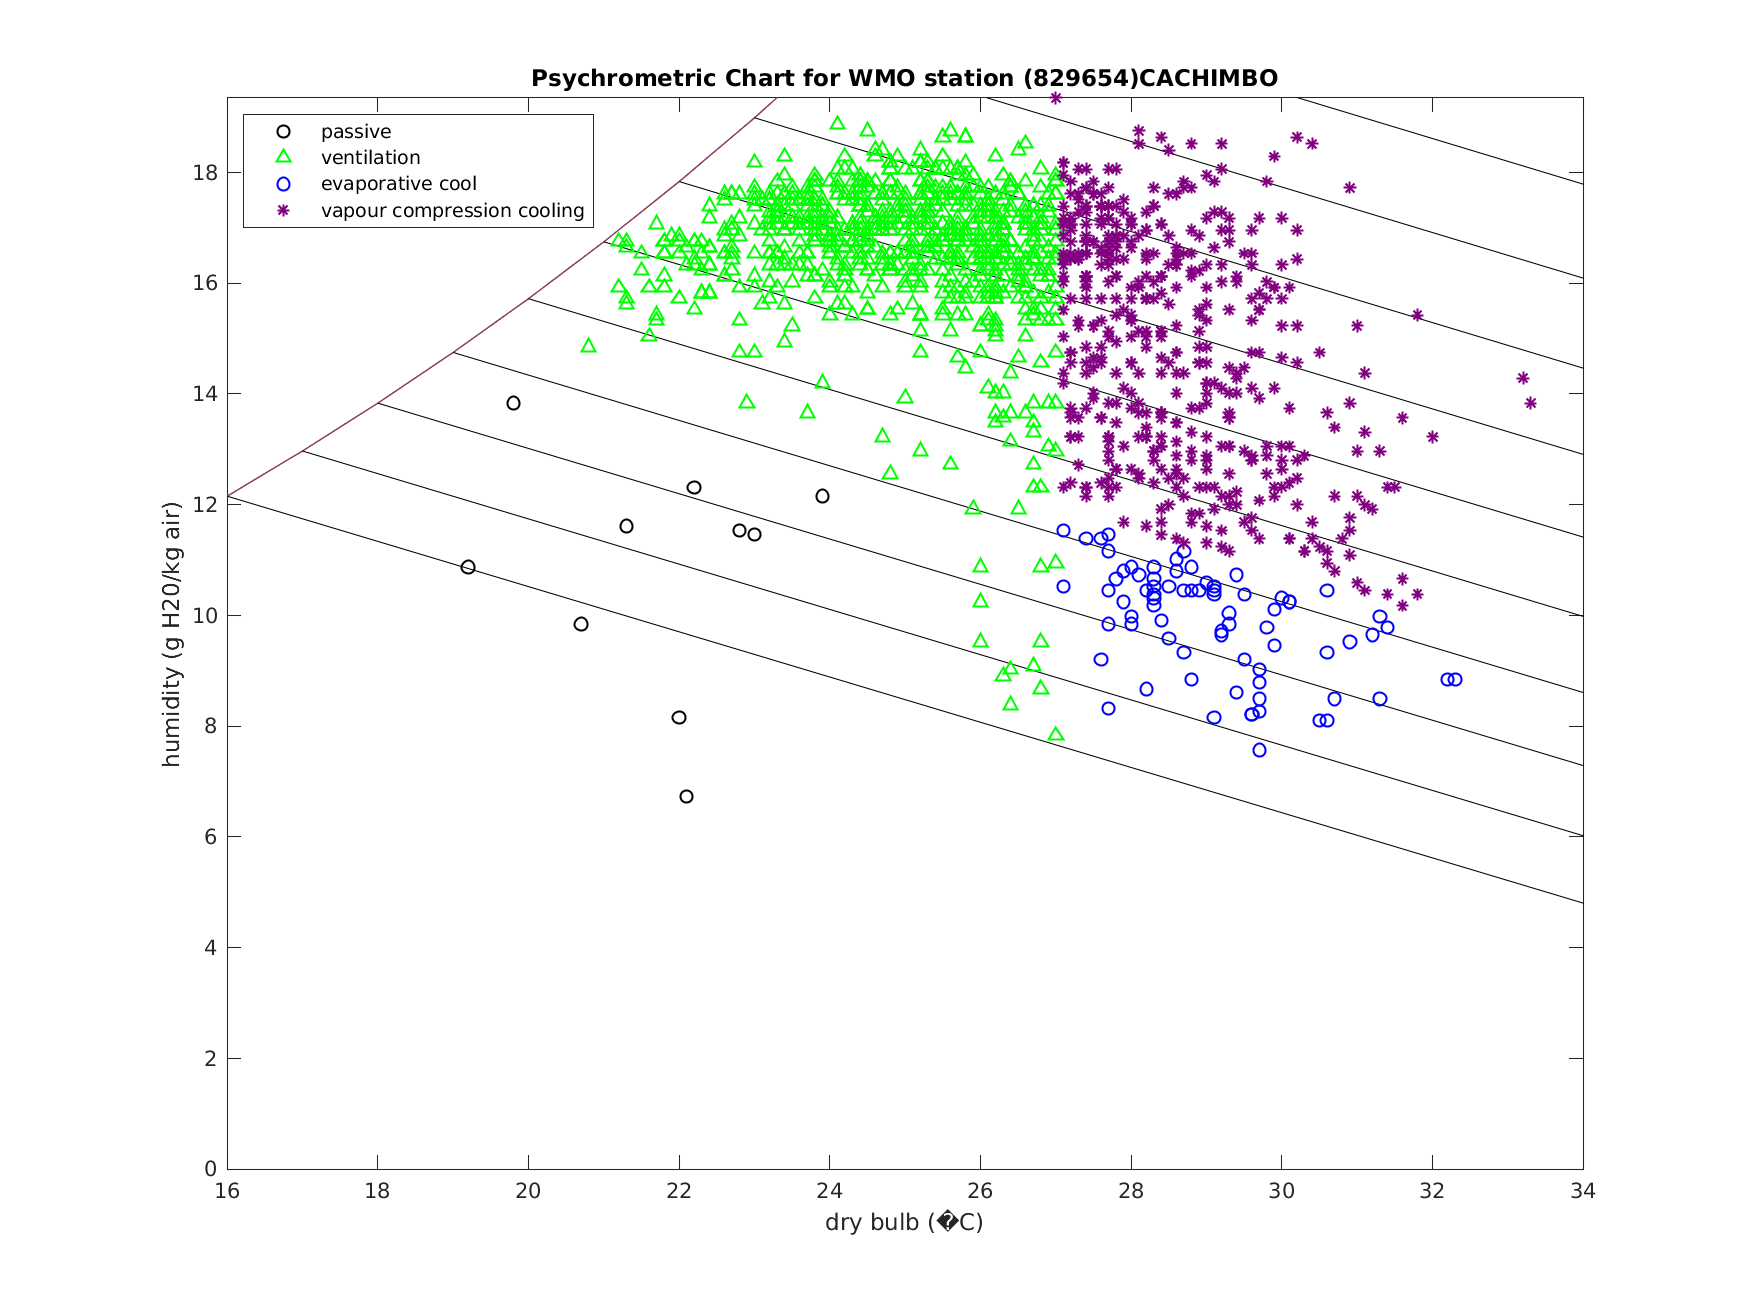 Psychrometric Chart for WMO station (829654)CACHIMBO
passive
ventilation
evaporative cool
vapour compression cooling
18
16
14
12
10
8
6
4
2
0
humidity (g H20/kg air)
16 18 20 22 24 26 28 30 32 34
dry bulb (�C)